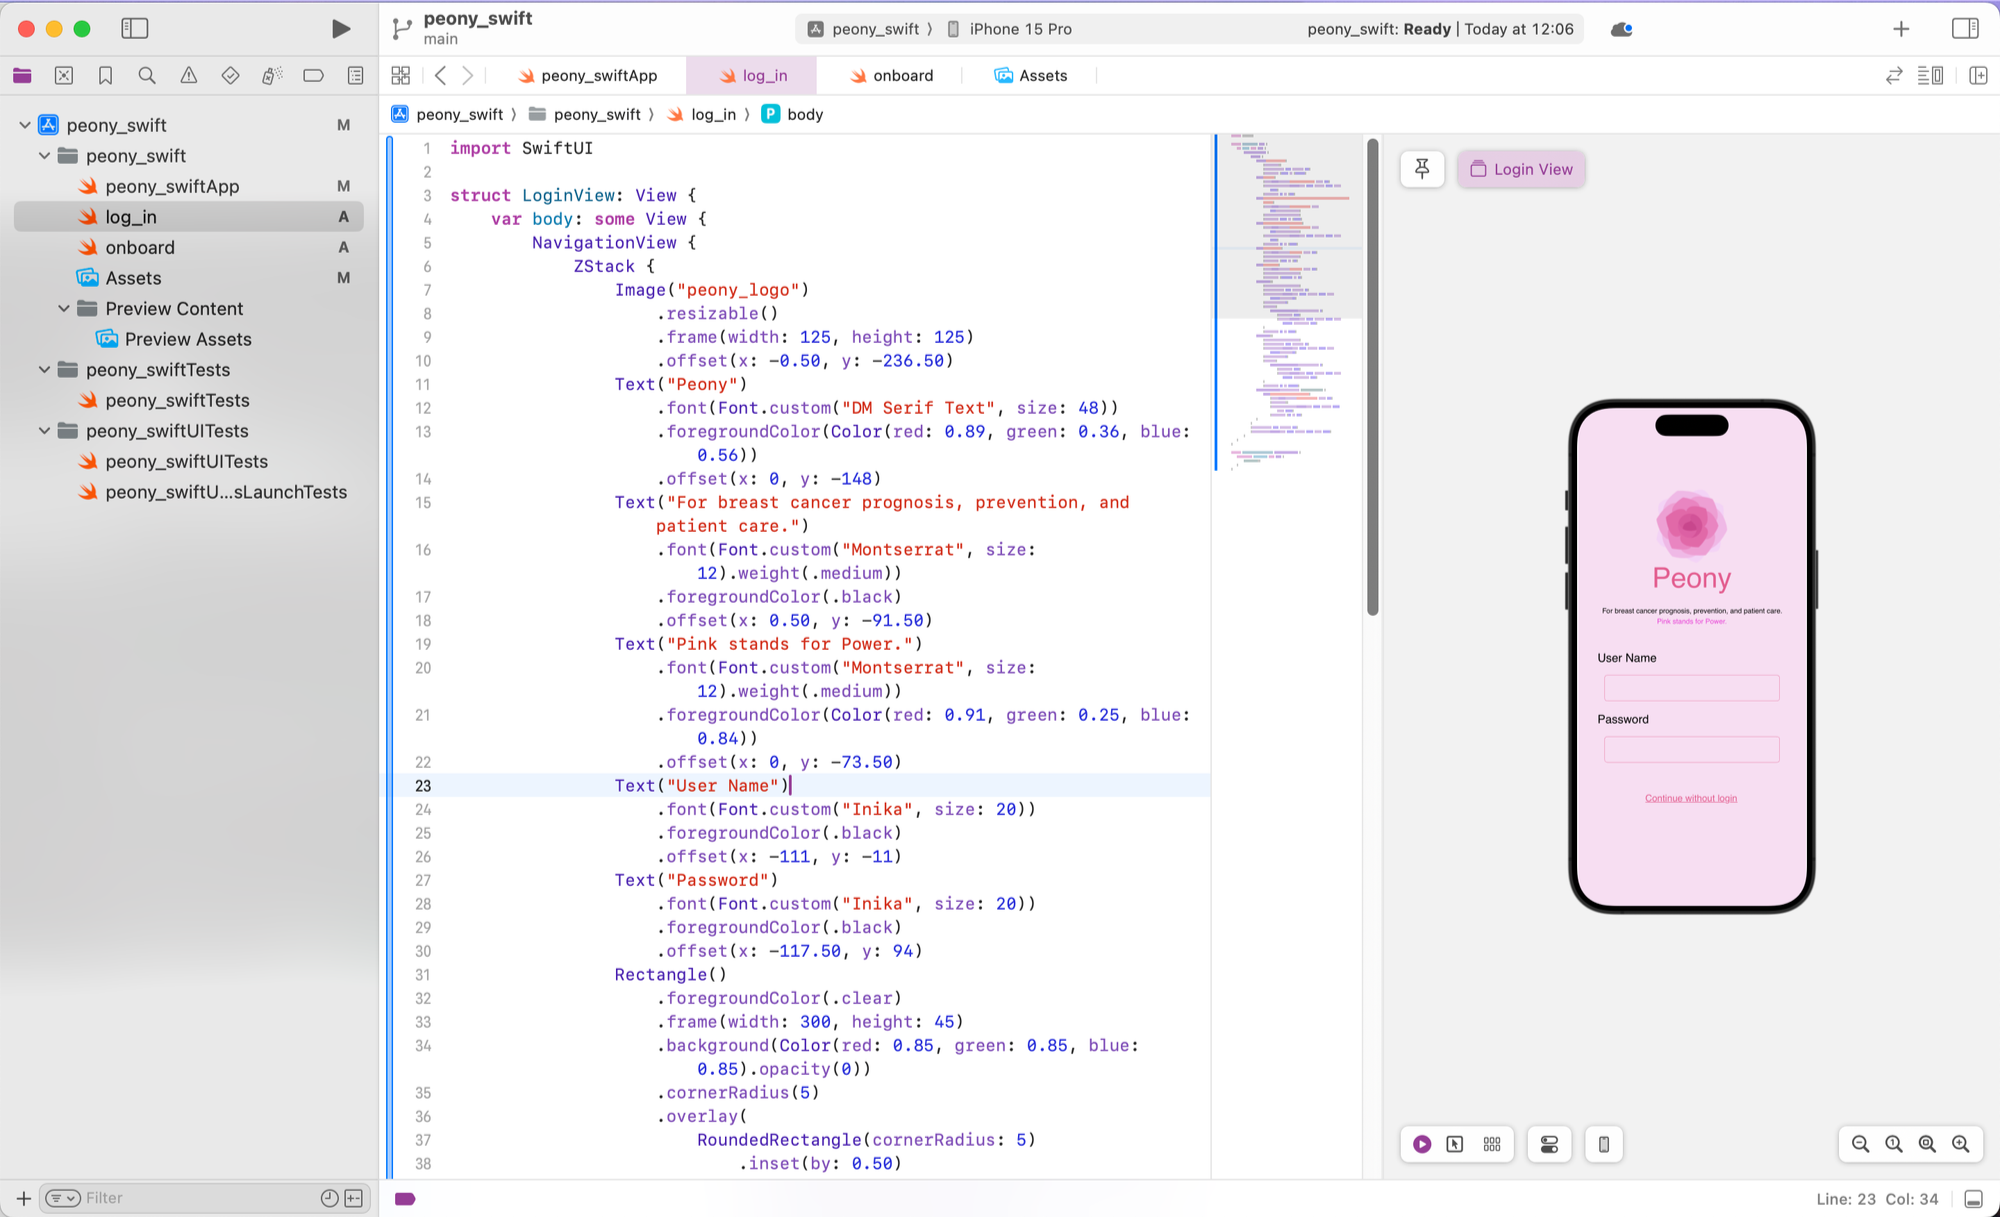 peony_swift
main
peony_swift 〉 iPhone 15 Pro
peony_swift: Ready | Today at 12:06
peony_swiftApp
log_in
onboard
Assets
peony_swift 〉 peony_swift 〉 log_in 〉 P body
peony_swift M
peony_swift
peony_swiftApp M
log_in A
onboard A
Assets M
Preview Content
Preview Assets
peony_swiftTests
peony_swiftTests
peony_swiftUITests
peony_swiftUITests
peony_swiftU...sLaunchTests
Filter
1 import SwiftUI
2
3 struct LoginView: View {
4 var body: some View {
5 NavigationView {
6 ZStack {
7 Image("peony_logo")
8 .resizable()
9 .frame(width: 125, height: 125)
10 .offset(x: -0.50, y: -236.50)
11 Text("Peony")
12 .font(Font.custom("DM Serif Text", size: 48))
13 .foregroundColor(Color(red: 0.89, green: 0.36, blue:
0.56))
14 .offset(x: 0, y: -148)
15 Text("For breast cancer prognosis, prevention, and
patient care.")
16 .font(Font.custom("Montserrat", size:
12).weight(.medium))
17 .foregroundColor(.black)
18 .offset(x: 0.50, y: -91.50)
19 Text("Pink stands for Power.")
20 .font(Font.custom("Montserrat", size:
12).weight(.medium))
21 .foregroundColor(Color(red: 0.91, green: 0.25, blue:
0.84))
22 .offset(x: 0, y: -73.50)
23 Text("User Name")
24 .font(Font.custom("Inika", size: 20))
25 .foregroundColor(.black)
26 .offset(x: -111, y: -11)
27 Text("Password")
28 .font(Font.custom("Inika", size: 20))
29 .foregroundColor(.black)
30 .offset(x: -117.50, y: 94)
31 Rectangle()
32 .foregroundColor(.clear)
33 .frame(width: 300, height: 45)
34 .background(Color(red: 0.85, green: 0.85, blue:
0.85).opacity(0))
35 .cornerRadius(5)
36 .overlay(
37 RoundedRectangle(cornerRadius: 5)
38 .inset(by: 0.50)
Login View
Peony
For breast cancer prognosis, prevention, and patient care.
Pink stands for Power.
User Name
Password
Continue without login
Line: 23 Col: 34